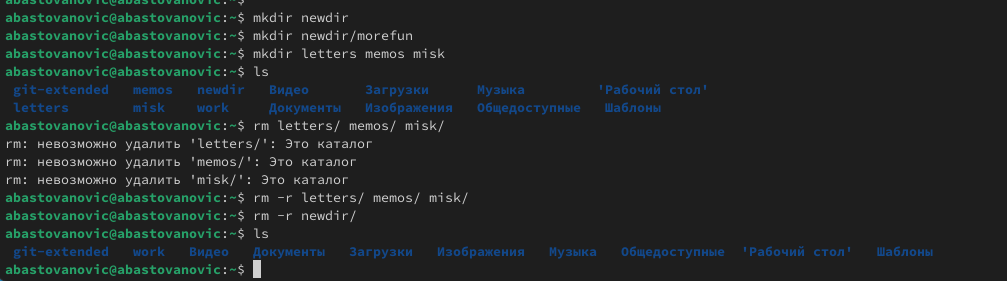 abastovanovic@abastovanovic:~$ mkdir newdir
abastovanovic@abastovanovic:~$ mkdir newdir/morefun
abastovanovic@abastovanovic:~$ mkdir letters memos misk
abastovanovic@abastovanovic:~$ ls
git-extended memos newdir Видео Загрузки Музыка 'Рабочий стол'
letters misk work Документы Изображения Общедоступные Шаблоны
abastovanovic@abastovanovic:~$ rm letters/ memos/ misk/
rm: невозможно удалить 'letters/': Это каталог
rm: невозможно удалить 'memos/': Это каталог
rm: невозможно удалить 'misk/': Это каталог
abastovanovic@abastovanovic:~$ rm -r letters/ memos/ misk/
abastovanovic@abastovanovic:~$ rm -r newdir/
abastovanovic@abastovanovic:~$ ls
git-extended work Видео Документы Загрузки Изображения Музыка Общедоступные 'Рабочий стол' Шаблоны
abastovanovic@abastovanovic:~$